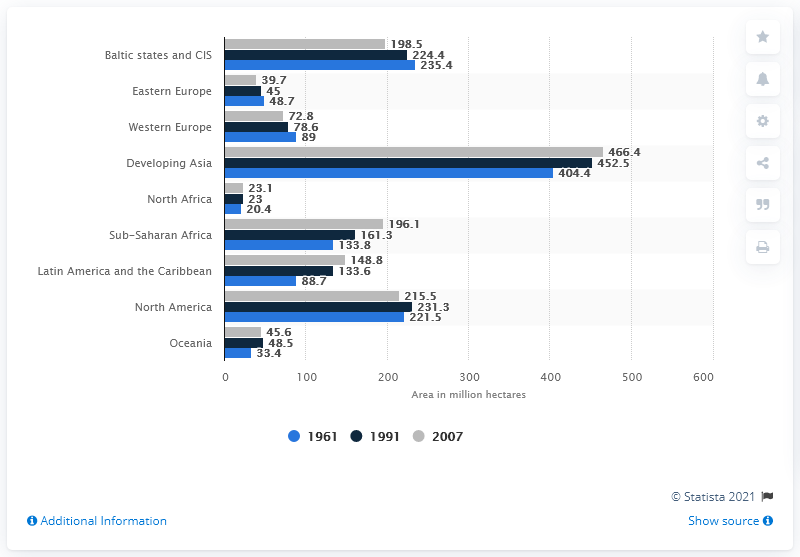 Baltic states and CIS
198.5
224.4
235.4
Eastern Europe
39.7
45
48.7
Western Europe
72.8
78.6
89
Developing Asia
466.4
452.5
404.4
North Africa
23.1
23
20.4
Sub-Saharan Africa
196.1
161.3
133.8
Latin America and the Caribbean
148.8
133.6
88.7
North America
215.5
231.3
221.5
Oceania
45.6
48.5
33.4
0 100 200 300 400 500 600
Area in million hectares
1961 1991 2007
© Statista 2021
Additional Information
Show source